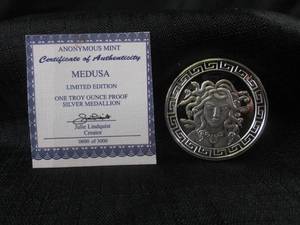 ANONYMOUS MINT
Certificate of Authenticity
MEDUSA
LIMITED EDITION
ONE TROY OUNCE PROOF
SILVER MEDALLION
Julie Lindquist
Creator
0000 of 3000